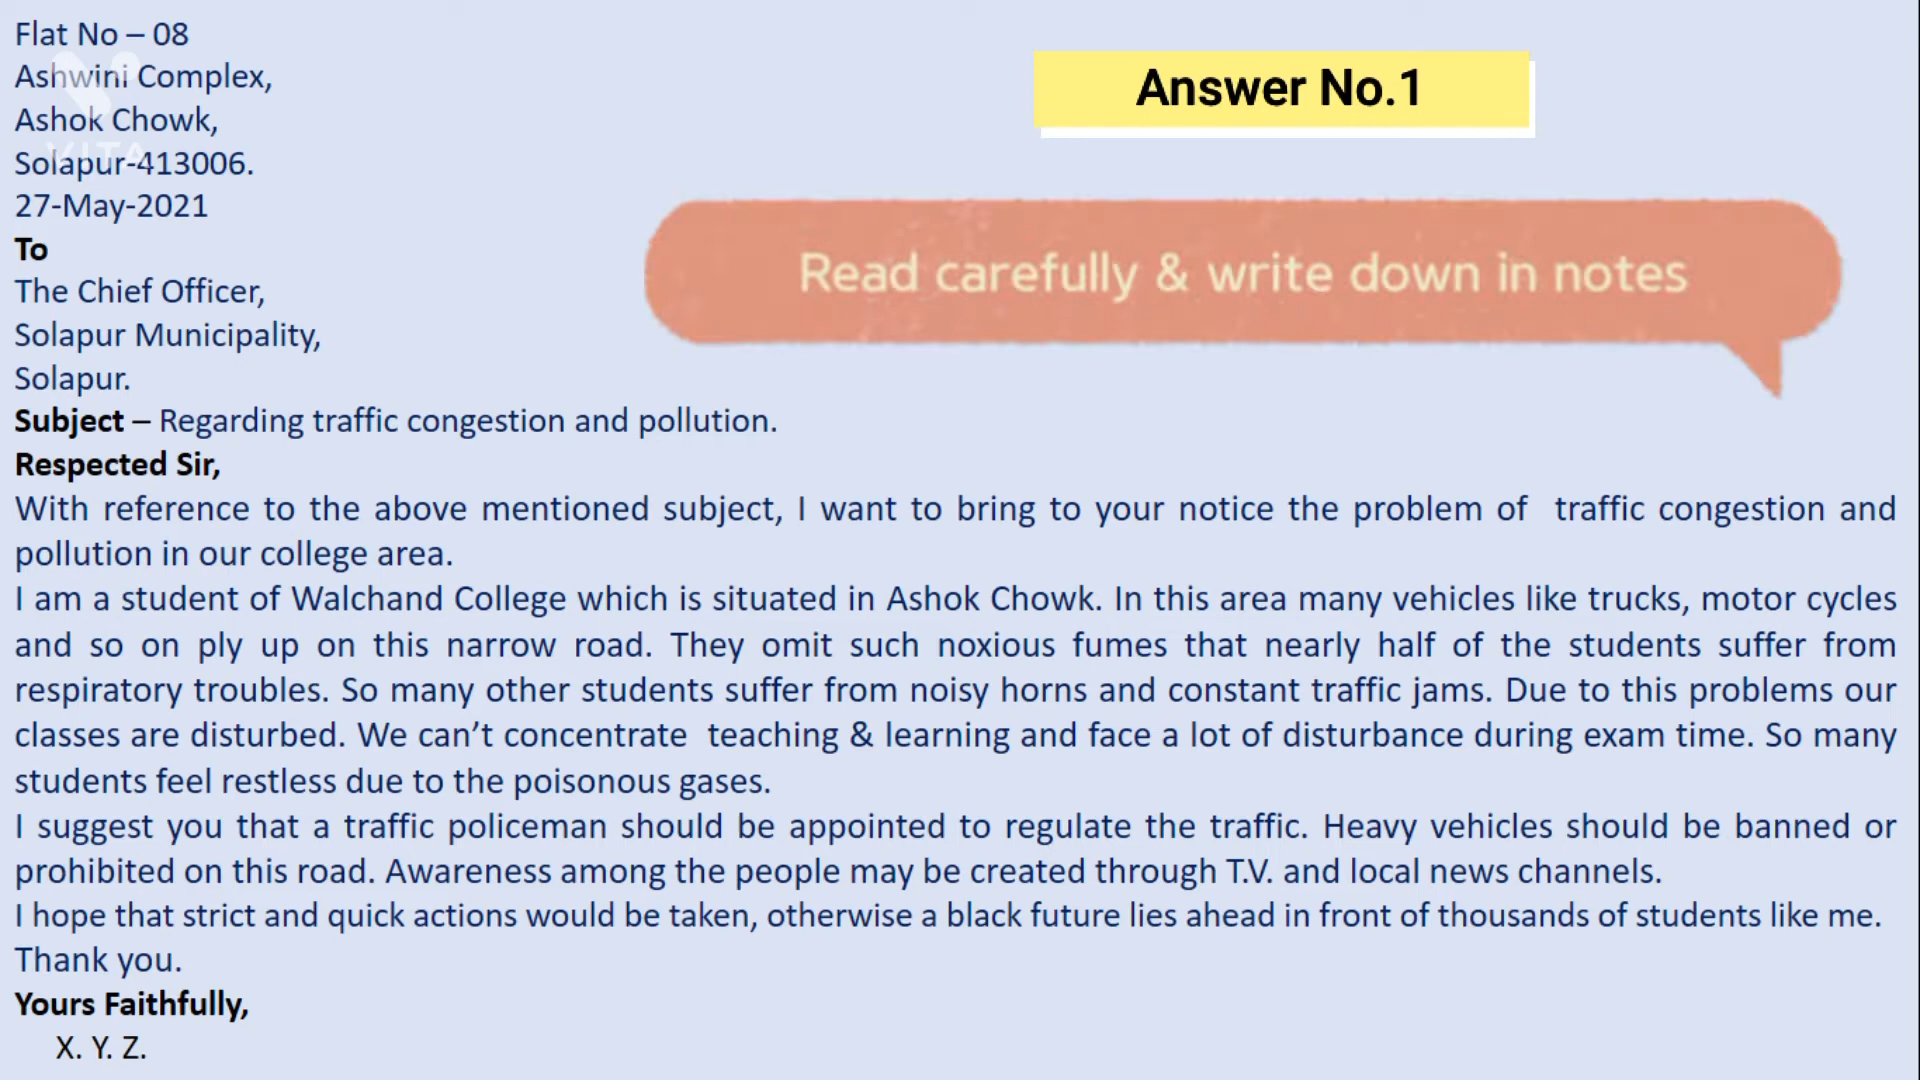 Flat No – 08
Ashwini Complex,
Ashok Chowk,
VITA
Solapur-413006.
27-May-2021
To
The Chief Officer,
Solapur Municipality,
Solapur.
Answer No.1
Read carefully & write down in notes
Subject – Regarding traffic congestion and pollution.
Respected Sir,
With reference to the above mentioned subject, I want to bring to your notice the problem of traffic congestion and
pollution in our college area.
I am a student of Walchand College which is situated in Ashok Chowk. In this area many vehicles like trucks, motor cycles
and so on ply up on this narrow road. They omit such noxious fumes that nearly half of the students suffer from
respiratory troubles. So many other students suffer from noisy horns and constant traffic jams. Due to this problems our
classes are disturbed. We can’t concentrate teaching & learning and face a lot of disturbance during exam time. So many
students feel restless due to the poisonous gases.
I suggest you that a traffic policeman should be appointed to regulate the traffic. Heavy vehicles should be banned or
prohibited on this road. Awareness among the people may be created through T.V. and local news channels.
I hope that strict and quick actions would be taken, otherwise a black future lies ahead in front of thousands of students like me.
Thank you.
Yours Faithfully,
X. Y. Z.